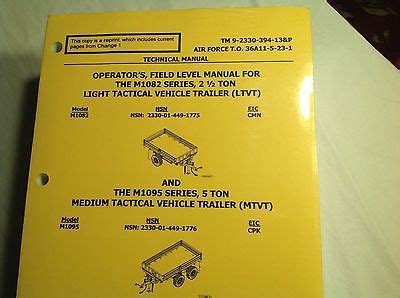 This copy is a reprint, which includes current
pages from Change 1
TM 9-2330-394-13&P
AIR FORCE T.O. 36A11-5-23-1
TECHNICAL MANUAL
OPERATOR'S, FIELD LEVEL MANUAL FOR
THE M1082 SERIES, 2 ½ TON
LIGHT TACTICAL VEHICLE TRAILER (LTVT)
Model NSN EIC
M1082 NSN: 2330-01-449-1775 CMN
AND
THE M1095 SERIES, 5 TON
MEDIUM TACTICAL VEHICLE TRAILER (MTVT)
Model NSN EIC
M1095 NSN: 2330-01-449-1776 CPK